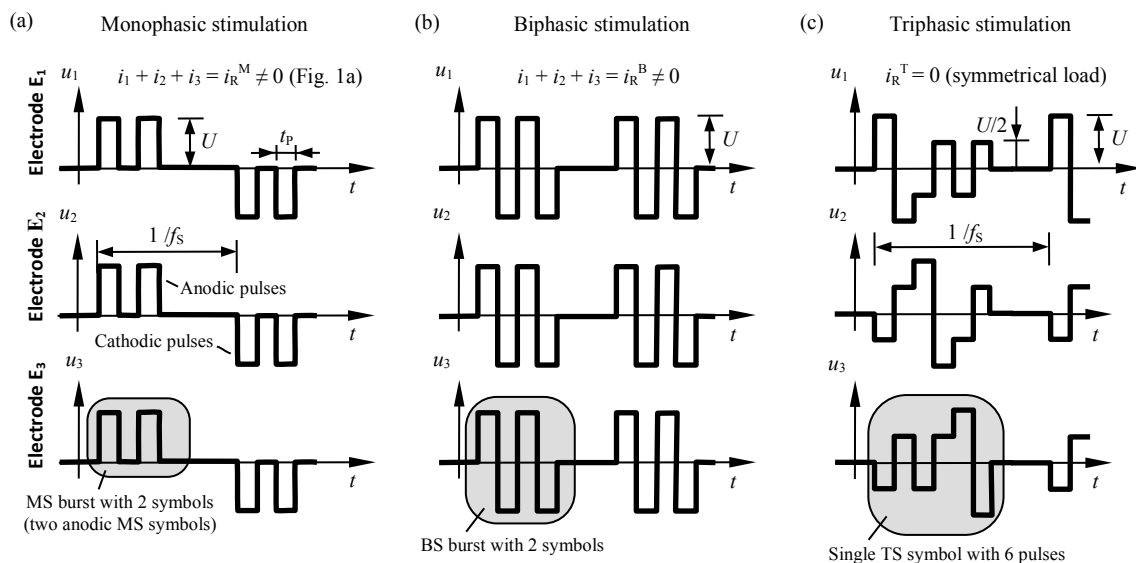 (a) Monophasic stimulation
Electrode E1
u1
i1 + i2 + i3 = iRM ≠ 0 (Fig. 1a)
U
tP
t
Electrode E2
u2
1 /fS
Anodic pulses
Cathodic pulses
t
Electrode E3
u3
t
MS burst with 2 symbols
(two anodic MS symbols)
(b) Biphasic stimulation
u1
i1 + i2 + i3 = iRB ≠ 0
U
t
u2
t
u3
t
BS burst with 2 symbols
(c) Triphasic stimulation
u1
iRT = 0 (symmetrical load)
U/2
U
t
u2
1 /fS
t
u3
t
Single TS symbol with 6 pulses